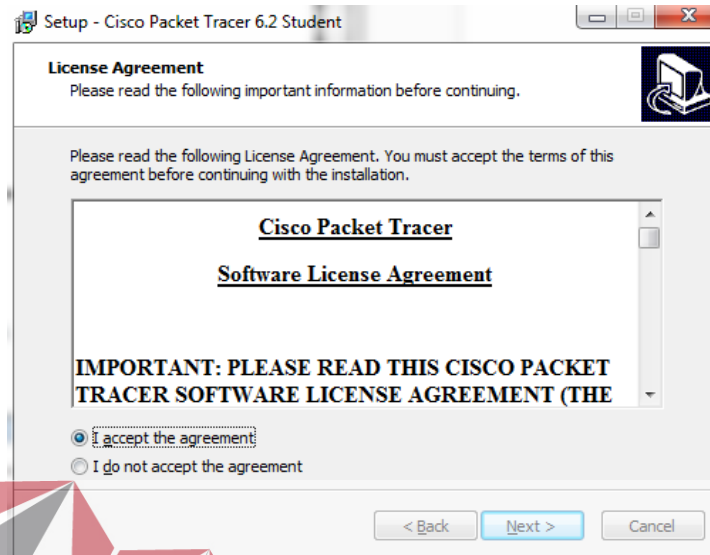 Setup - Cisco Packet Tracer 6.2 Student
License Agreement
Please read the following important information before continuing.
Please read the following License Agreement. You must accept the terms of this
agreement before continuing with the installation.
Cisco Packet Tracer
Software License Agreement
IMPORTANT: PLEASE READ THIS CISCO PACKET
TRACER SOFTWARE LICENSE AGREEMENT (THE
I accept the agreement
I do not accept the agreement
< Back Next > Cancel